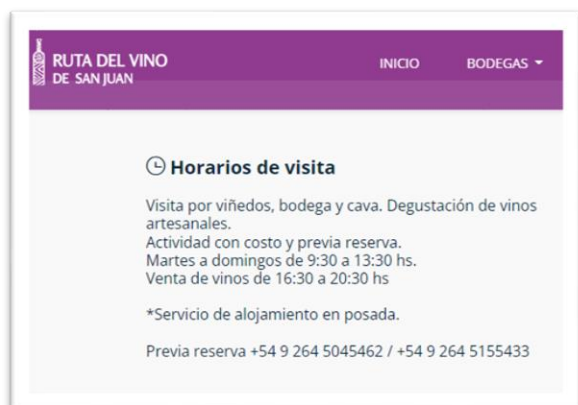 RUTA DEL VINO
DE SAN JUAN
INICIO
BODEGAS
Horarios de visita
Visita por viñedos, bodega y cava. Degustación de vinos
artesanales.
Actividad con costo y previa reserva.
Martes a domingos de 9:30 a 13:30 hs.
Venta de vinos de 16:30 a 20:30 hs
*Servicio de alojamiento en posada.
Previa reserva +54 9 264 5045462 / +54 9 264 5155433